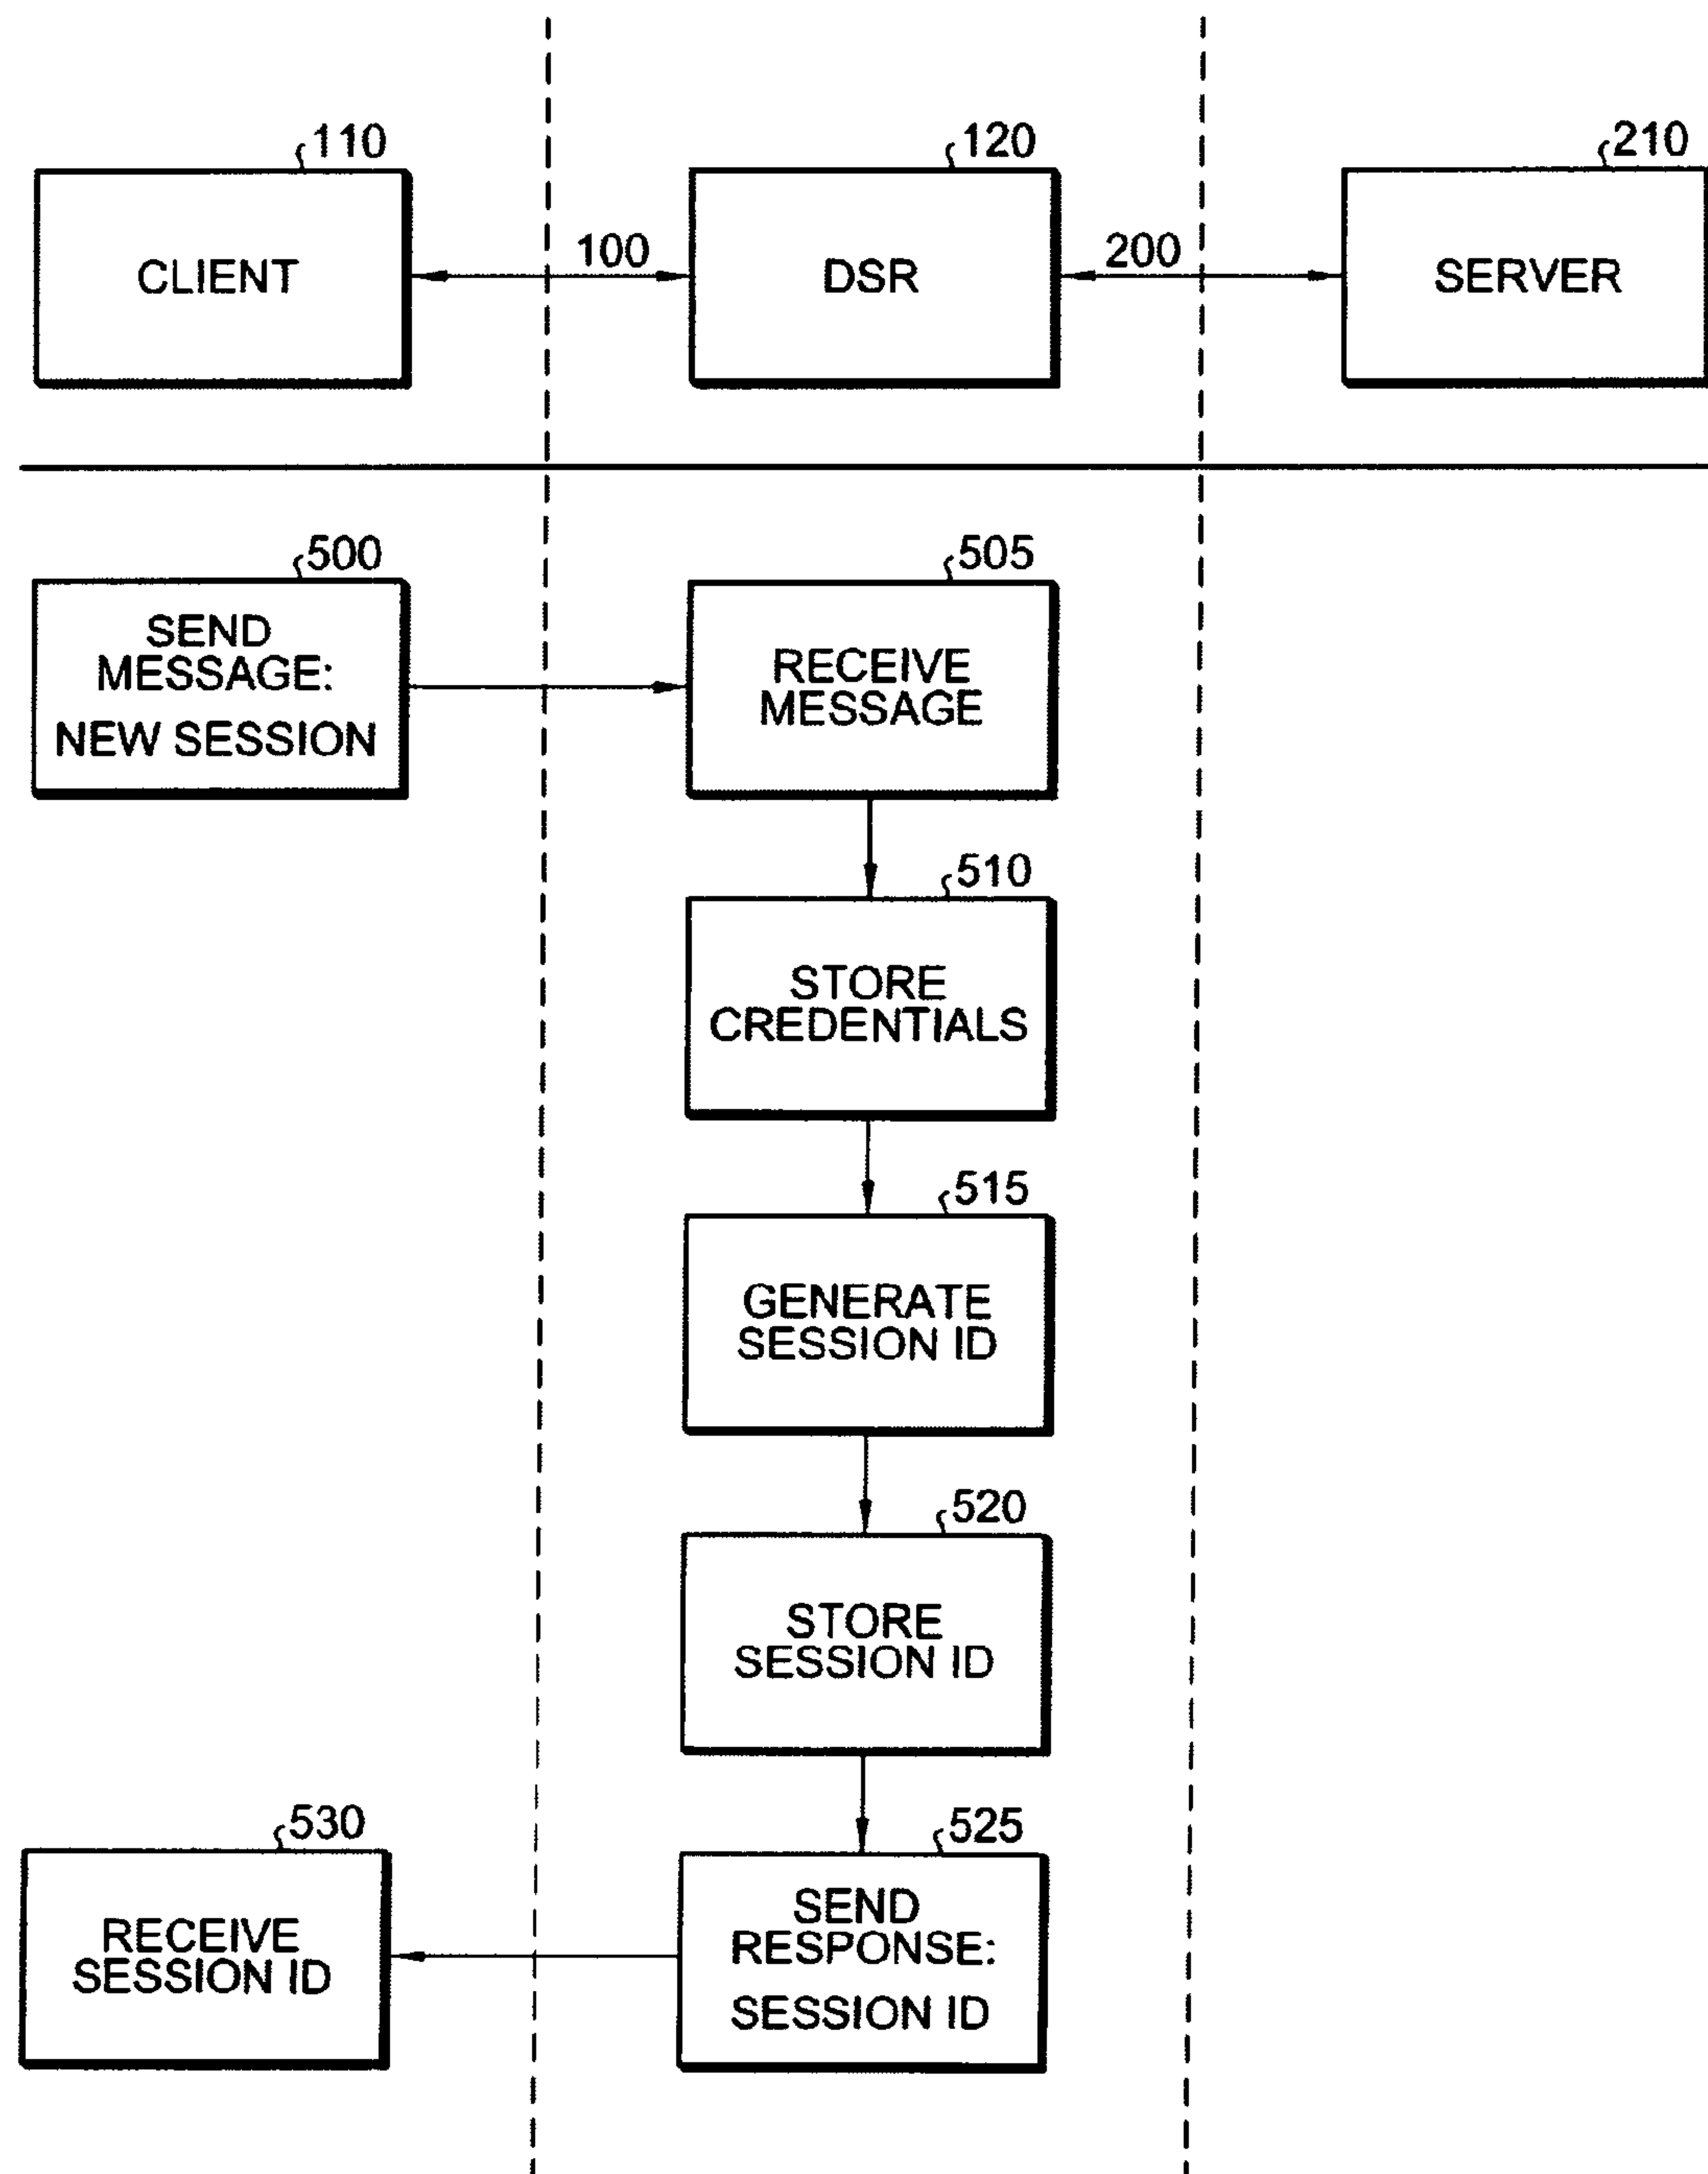 110
120
210
CLIENT
100
DSR
200
SERVER
500
505
SEND
MESSAGE:
NEW SESSION
RECEIVE
MESSAGE
510
STORE
CREDENTIALS
515
GENERATE
SESSION ID
520
STORE
SESSION ID
530
525
RECEIVE
SESSION ID
SEND
RESPONSE:
SESSION ID